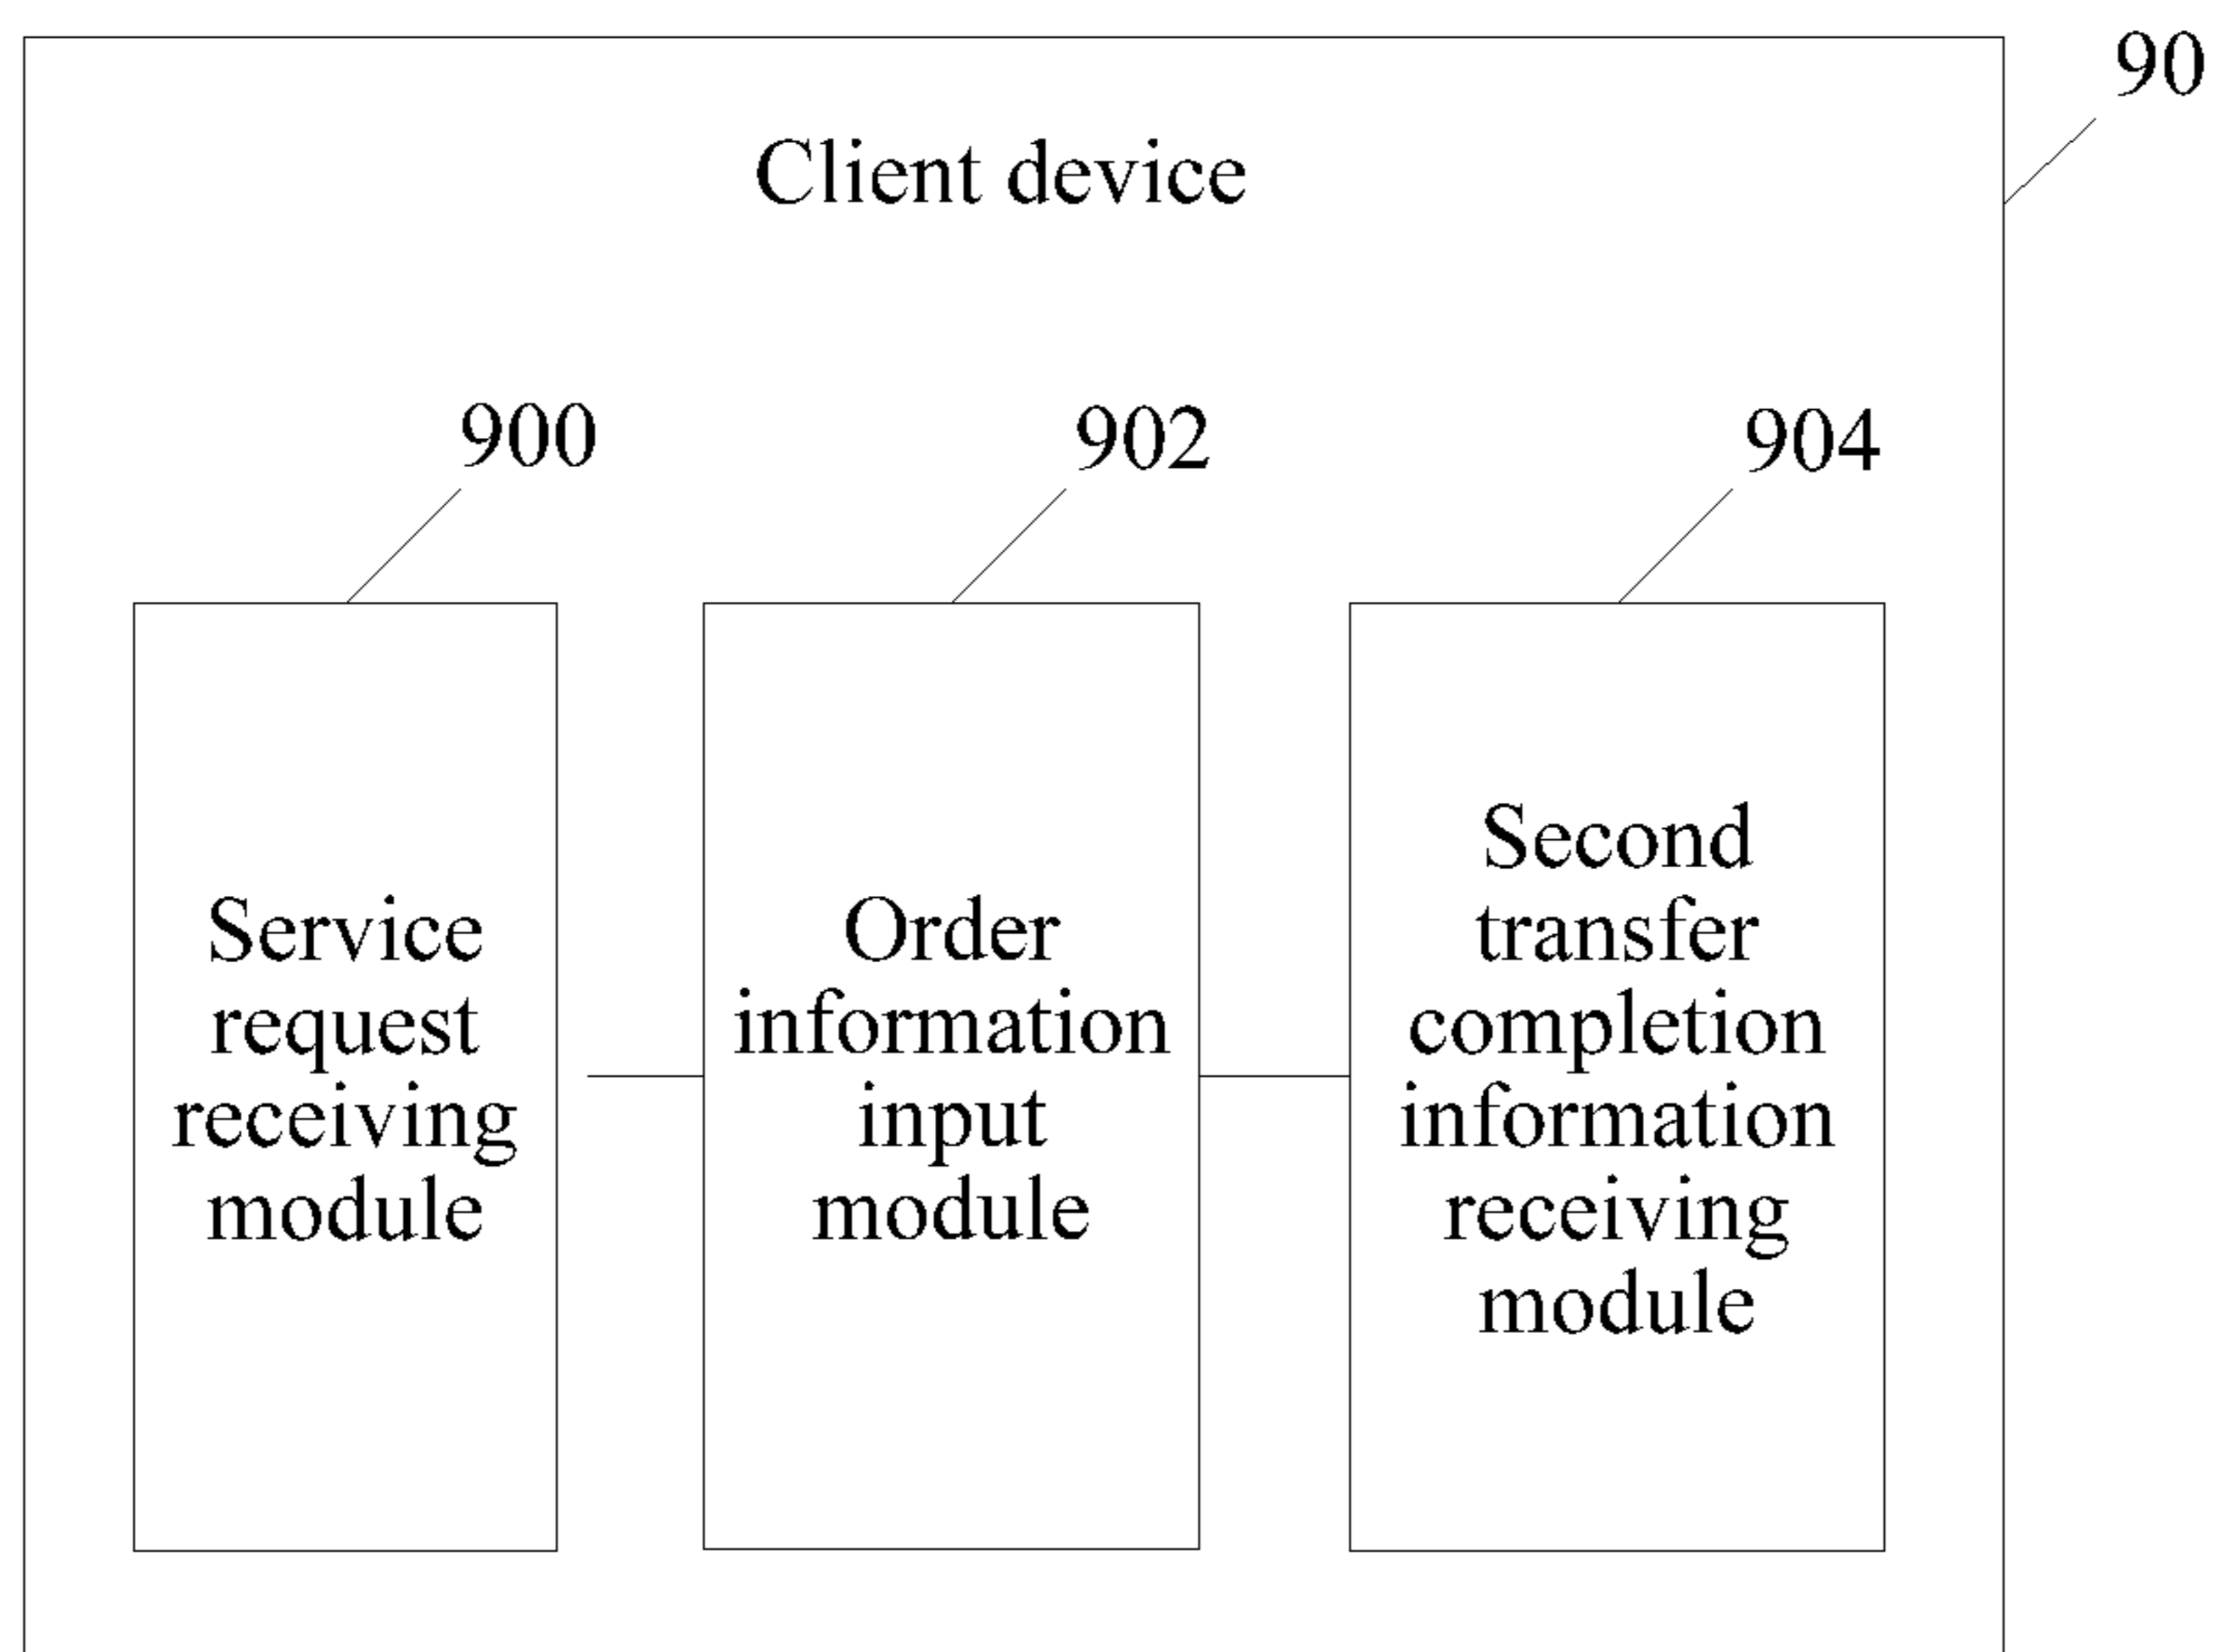 90
Client device
900
902
904
Service
request
receiving
module
Order
information
input
module
Second
transfer
completion
information
receiving
module